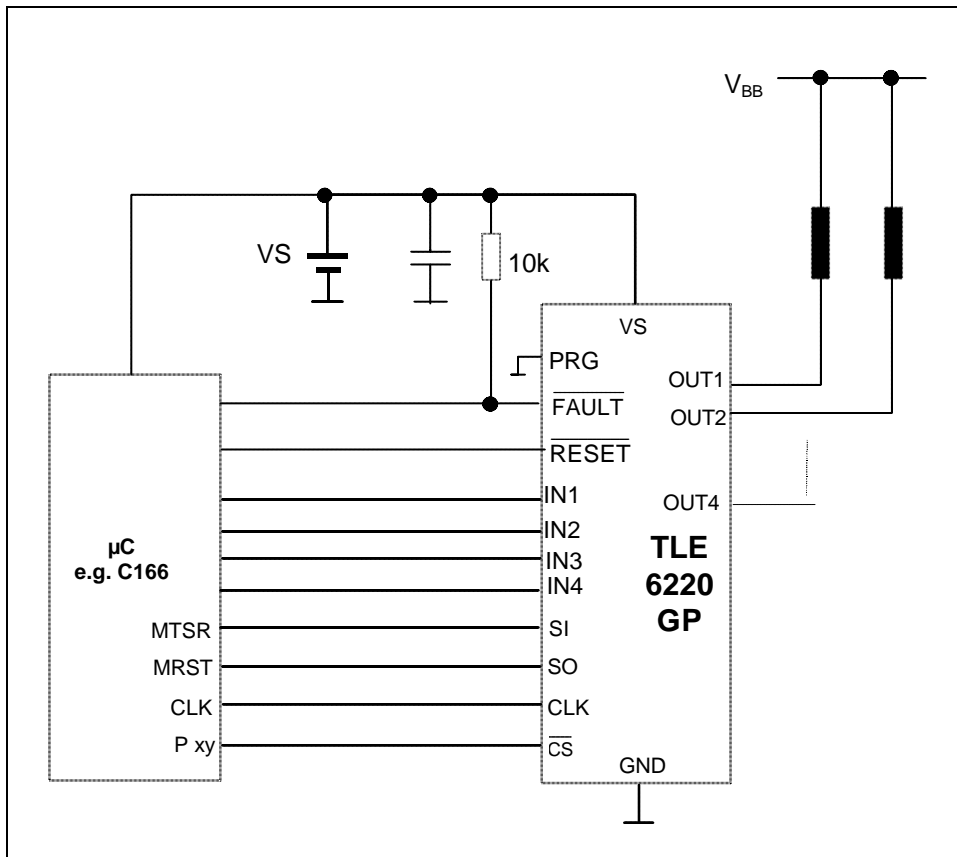 V_BB
VS
10k
VS
PRG
OUT1
FAULT
OUT2
RESET
IN1
OUT4
IN2
µC
e.g. C166
TLE
6220
GP
IN3
IN4
MTSR
SI
MRST
SO
CLK
CLK
P xy
CS
GND